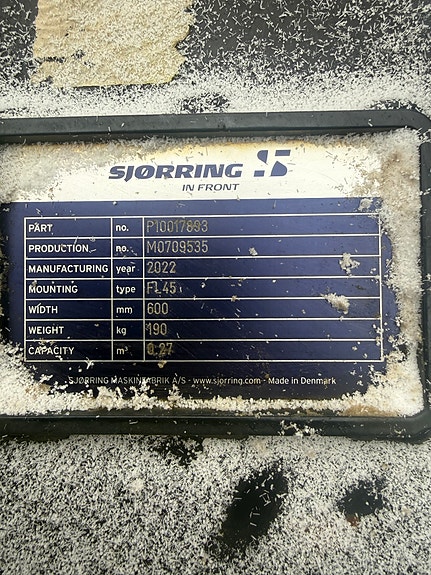 SJØRRING
IN FRONT
PART no. P10017893
PRODUCTION no. M0709535
MANUFACTURING year 2022
MOUNTING type FL45
WIDTH mm 600
WEIGHT kg 190
CAPACITY m³ 0.27
SJØRRING MASKINFABRIK A/S - www.sjorring.com - Made in Denmark